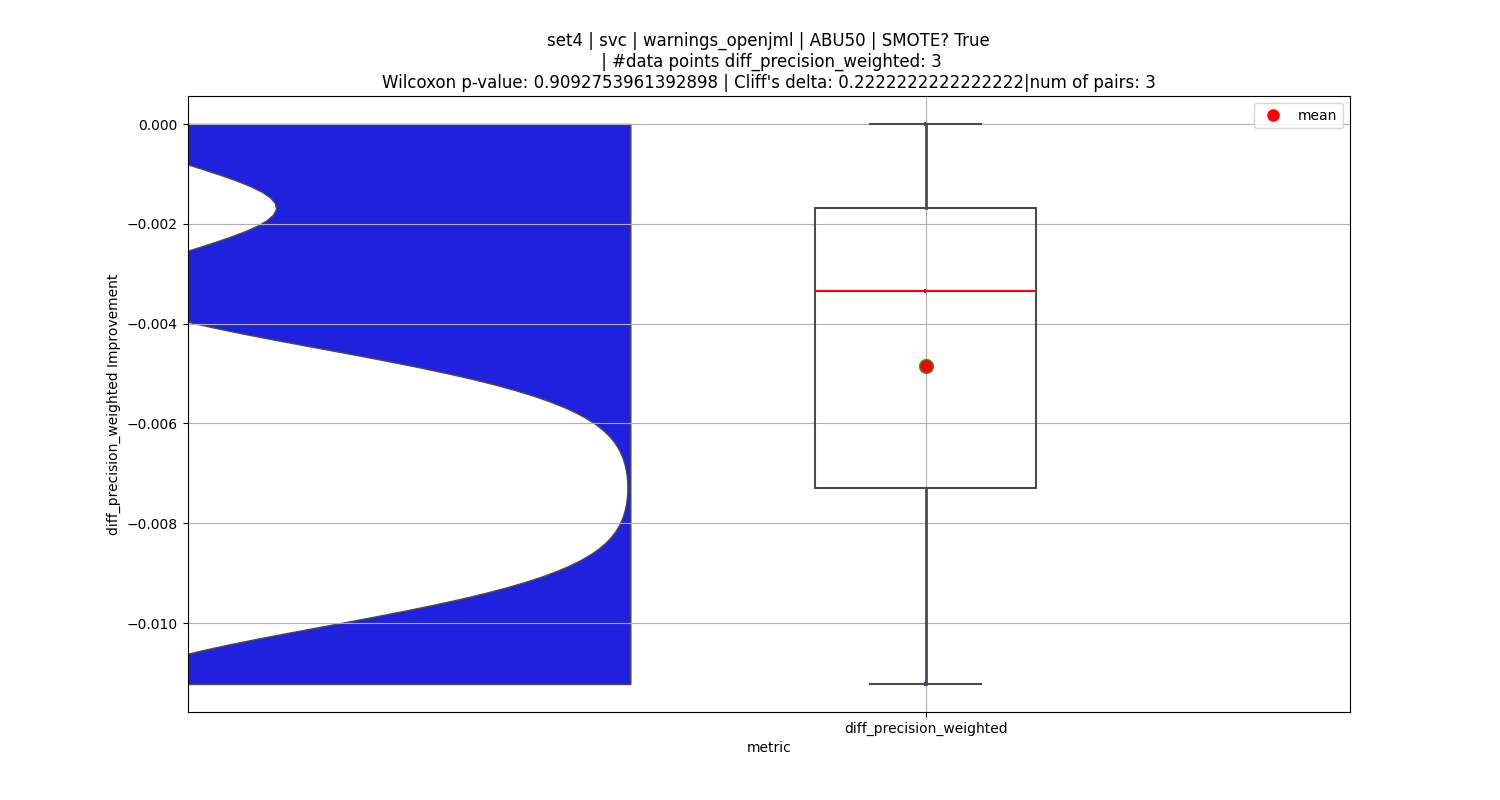 set4 | svc | warnings_openjml | ABU50 | SMOTE? True
| #data points diff_precision_weighted: 3
Wilcoxon p-value: 0.9092753961392898 | Cliff's delta: 0.2222222222222222|num of pairs: 3
mean
0.000
−0.002
−0.004
−0.006
−0.008
−0.010
diff_precision_weighted Improvement
diff_precision_weighted
metric